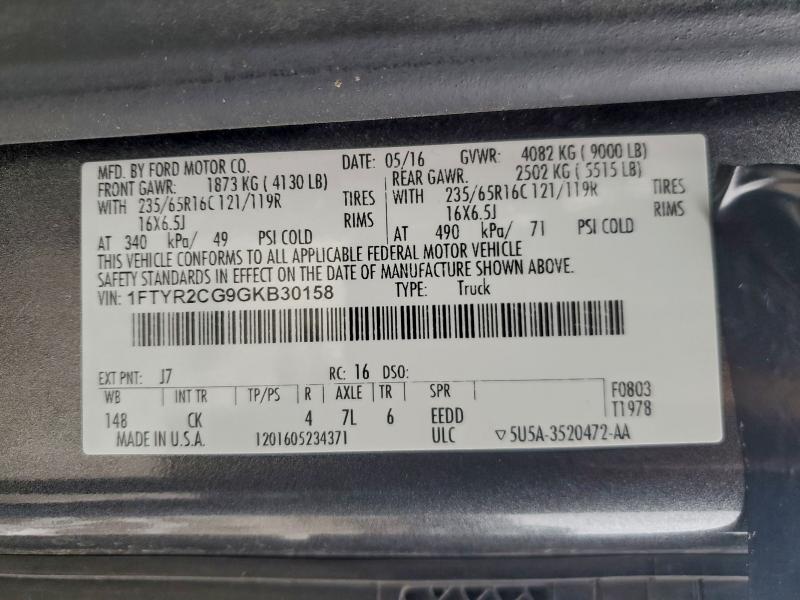 MFD. BY FORD MOTOR CO. DATE: 05/16 GVWR: 4082 KG ( 9000 LB)
FRONT GAWR: 1873 KG ( 4130 LB) REAR GAWR. 2502 KG ( 5515 LB)
WITH 235/65R16C 121/119R TIRES WITH 235/65R16C 121/119R TIRES
16X6.5J RIMS 16X6.5J RIMS
AT 340 kPa/ 49 PSI COLD AT 490 kPa/ 71 PSI COLD
THIS VEHICLE CONFORMS TO ALL APPLICABLE FEDERAL MOTOR VEHICLE
SAFETY STANDARDS IN EFFECT ON THE DATE OF MANUFACTURE SHOWN ABOVE.
VIN: 1FTYR2CG9GKB30158 TYPE: Truck
EXT PNT: J7 RC: 16 DSO:
WB INT TR TP/PS R AXLE TR SPR F0803
148 CK 4 7L 6 EEDD T1978
MADE IN U.S.A. 1201605234371 ULC ▽5U5A-3520472-AA